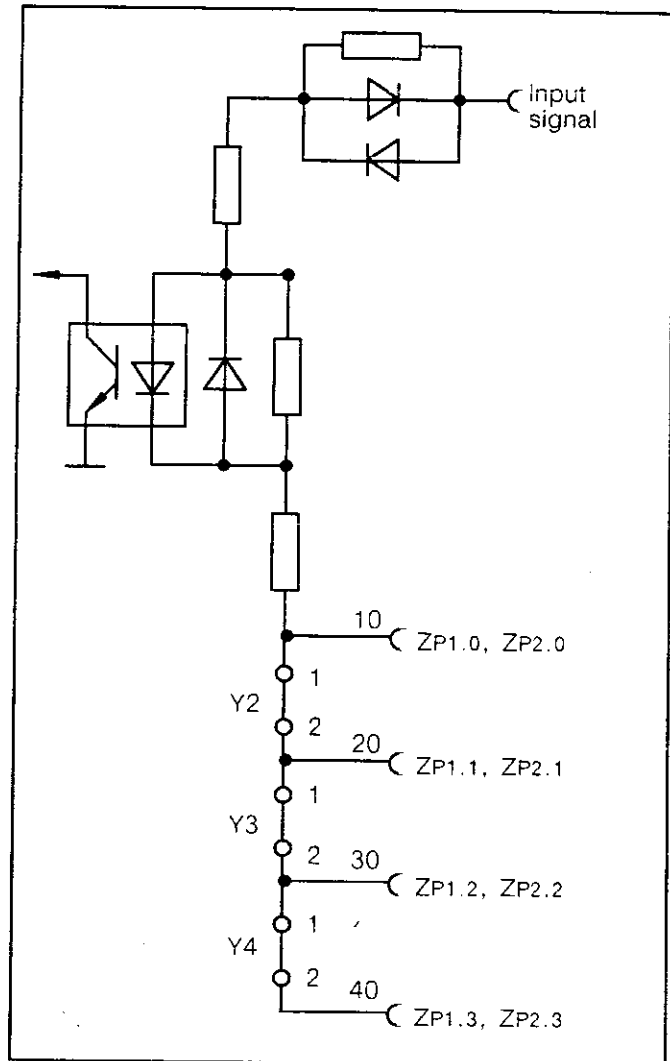 Input
signal
10
ZP1.0, ZP2.0
1
Y2
2
20
ZP1.1, ZP2.1
1
Y3
2
30
ZP1.2, ZP2.2
1
Y4
2
40
ZP1.3, ZP2.3